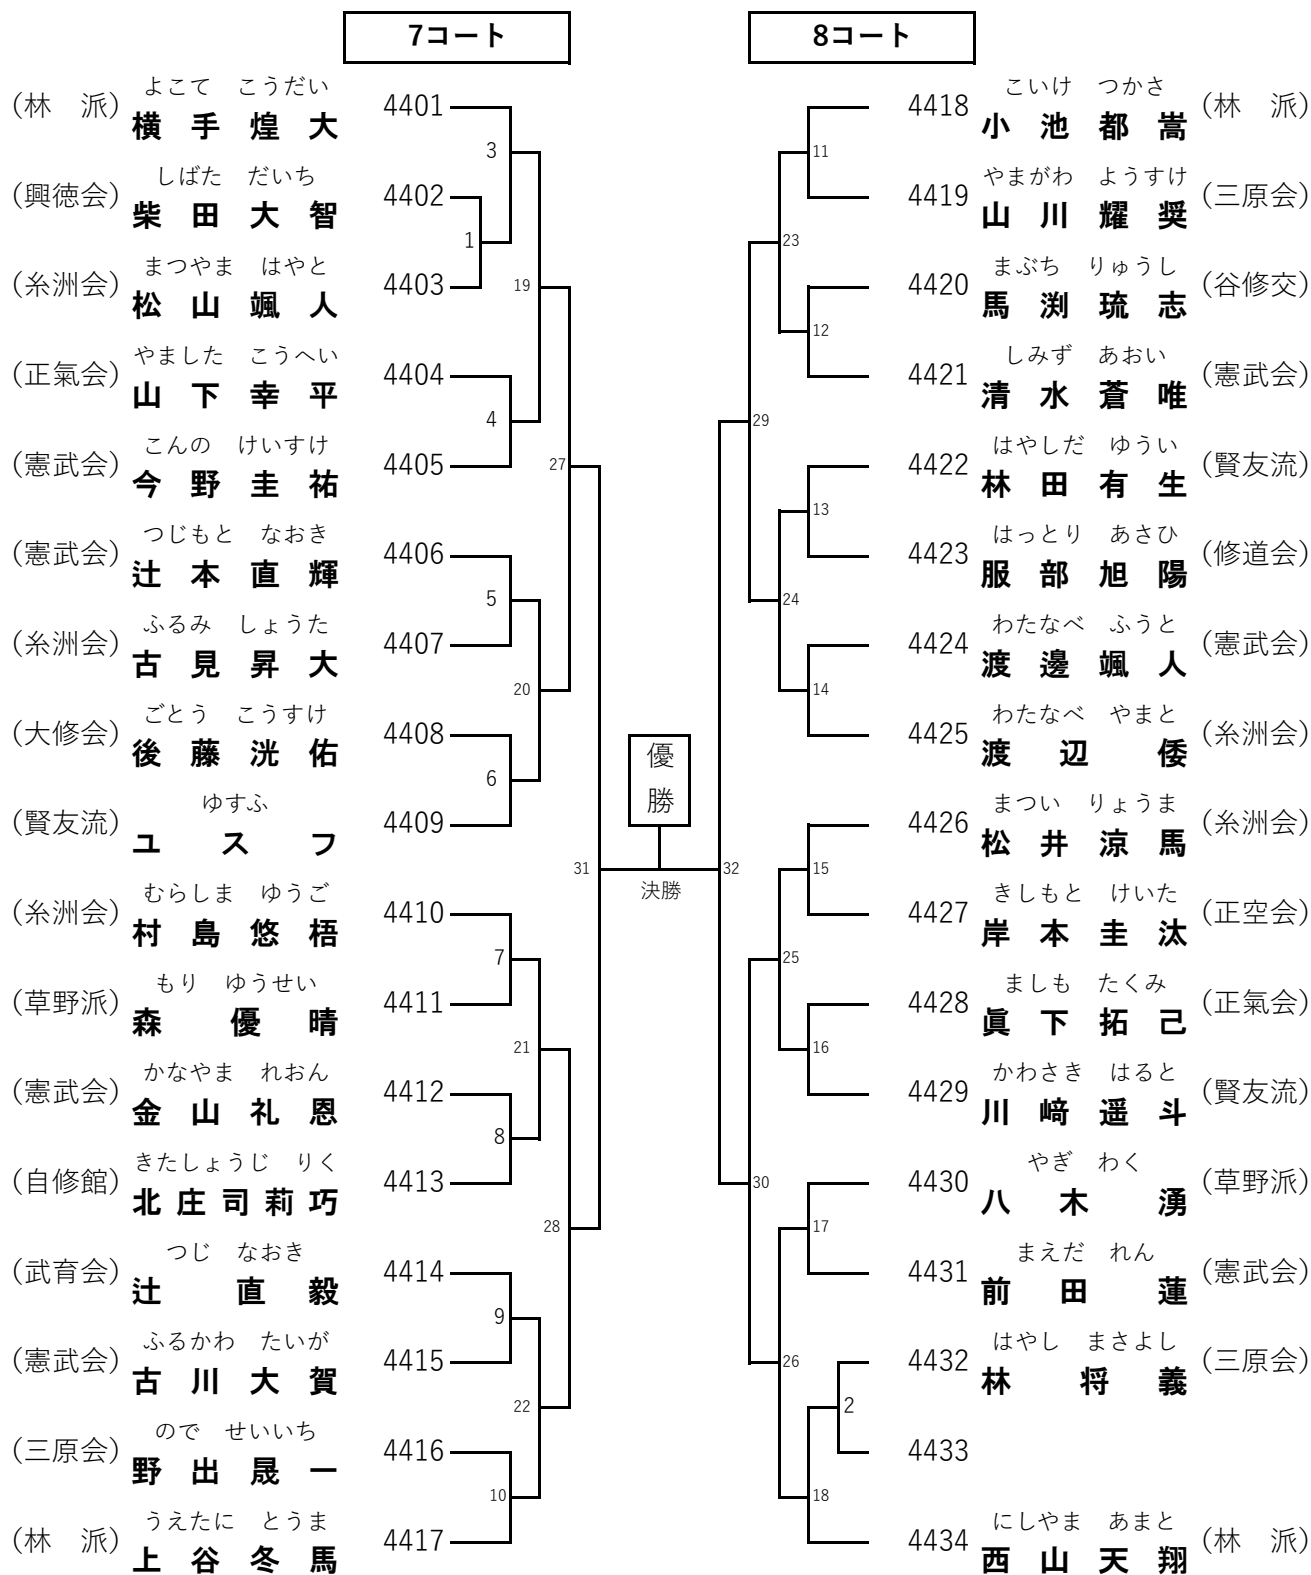 7コート
よこて　こうだい
(林　派) 横手煌大 4401
しばた　だいち
(興徳会) 柴田大智 4402
まつやま　はやと
(糸洲会) 松山颯人 4403
やました　こうへい
(正氣会) 山下幸平 4404
こんの　けいすけ
(憲武会) 今野圭祐 4405
つじもと　なおき
(憲武会) 辻本直輝 4406
ふるみ　しょうた
(糸洲会) 古見昇大 4407
ごとう　こうすけ
(大修会) 後藤洸佑 4408
ゆすふ
(賢友流) ユスフ 4409
むらしま　ゆうご
(糸洲会) 村島悠梧 4410
もり　ゆうせい
(草野派) 森優晴 4411
かなやま　れおん
(憲武会) 金山礼恩 4412
きたしょうじ　りく
(自修館) 北庄司莉巧 4413
つじ　なおき
(武育会) 辻直毅 4414
ふるかわ　たいが
(憲武会) 古川大賀 4415
ので　せいいち
(三原会) 野出晟一 4416
うえたに　とうま
(林　派) 上谷冬馬 4417
3
1
19
4
27
5
20
6
31
7
21
8
28
9
22
10
優
勝
決勝
8コート
こいけ　つかさ
4418 小池都嵩 (林　派)
やまがわ　ようすけ
4419 山川耀奨 (三原会)
まぶち　りゅうし
4420 馬渕琉志 (谷修交)
しみず　あおい
4421 清水蒼唯 (憲武会)
はやしだ　ゆうい
4422 林田有生 (賢友流)
はっとり　あさひ
4423 服部旭陽 (修道会)
わたなべ　ふうと
4424 渡邊颯人 (憲武会)
わたなべ　やまと
4425 渡辺倭 (糸洲会)
まつい　りょうま
4426 松井涼馬 (糸洲会)
きしもと　けいた
4427 岸本圭汰 (正空会)
ましも　たくみ
4428 眞下拓己 (正氣会)
かわさき　はると
4429 川﨑遥斗 (賢友流)
やぎ　わく
4430 八木湧 (草野派)
まえだ　れん
4431 前田蓮 (憲武会)
はやし　まさよし
4432 林将義 (三原会)
4433
にしやま　あまと
4434 西山天翔 (林　派)
11
23
12
29
13
24
14
32
15
25
16
30
17
26
2
18